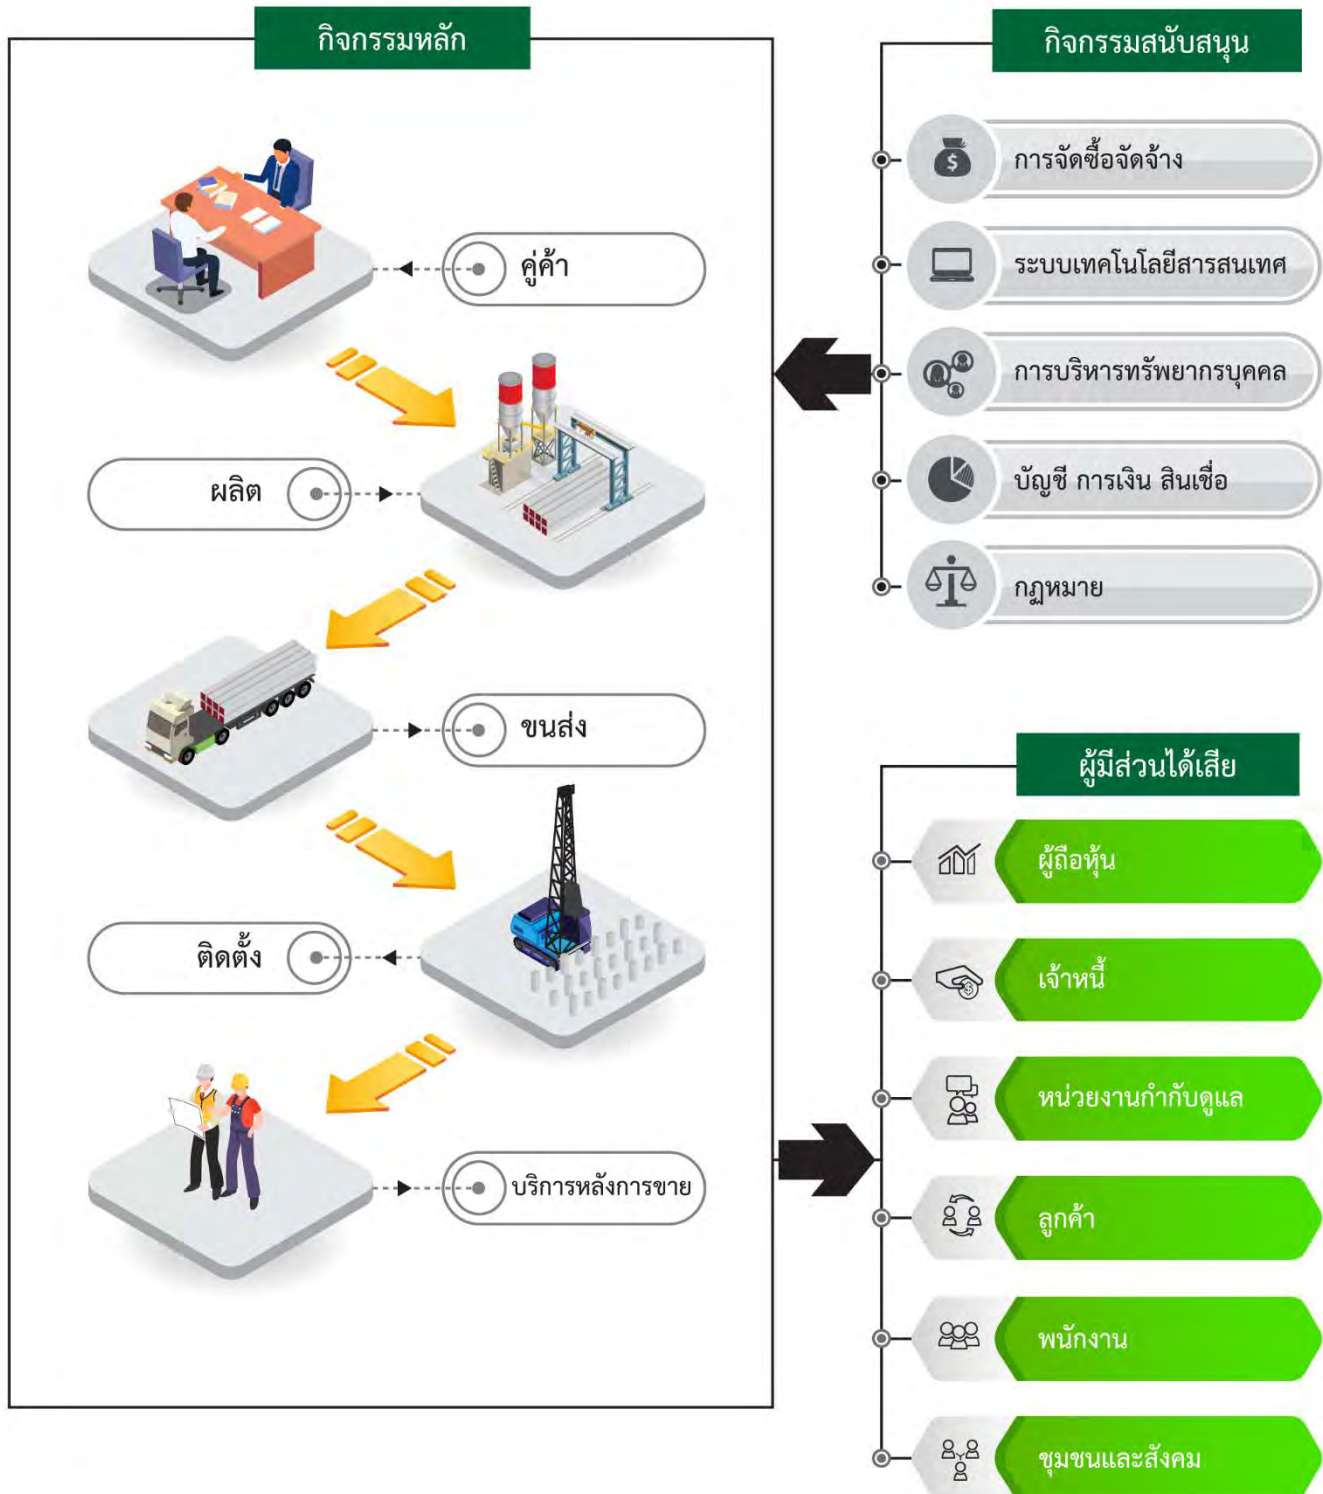 กิจกรรมหลัก
คู่ค้า
ผลิต
ขนส่ง
ติดตั้ง
บริการหลังการขาย
กิจกรรมสนับสนุน
การจัดซื้อจัดจ้าง
ระบบเทคโนโลยีสารสนเทศ
การบริหารทรัพยากรบุคคล
บัญชี การเงิน สินเชื่อ
กฎหมาย
ผู้มีส่วนได้เสีย
ผู้ถือหุ้น
เจ้าหนี้
หน่วยงานกำกับดูแล
ลูกค้า
พนักงาน
ชุมชนและสังคม